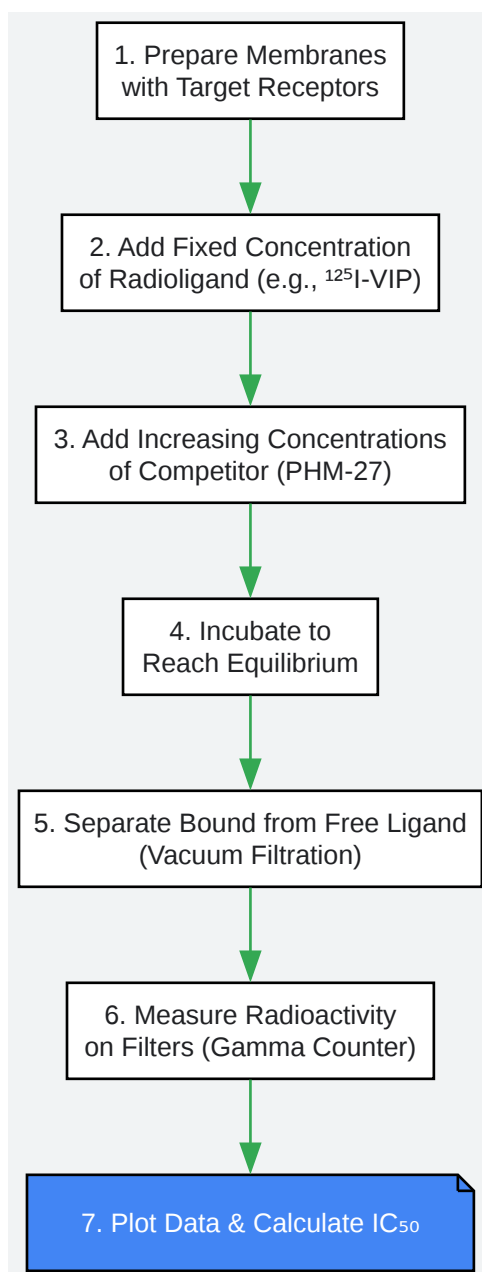 1. Prepare Membranes
with Target Receptors
2. Add Fixed Concentration
of Radioligand (e.g., ¹²⁵I-VIP)
3. Add Increasing Concentrations
of Competitor (PHM-27)
4. Incubate to
Reach Equilibrium
5. Separate Bound from Free Ligand
(Vacuum Filtration)
6. Measure Radioactivity
on Filters (Gamma Counter)
7. Plot Data & Calculate IC₅₀